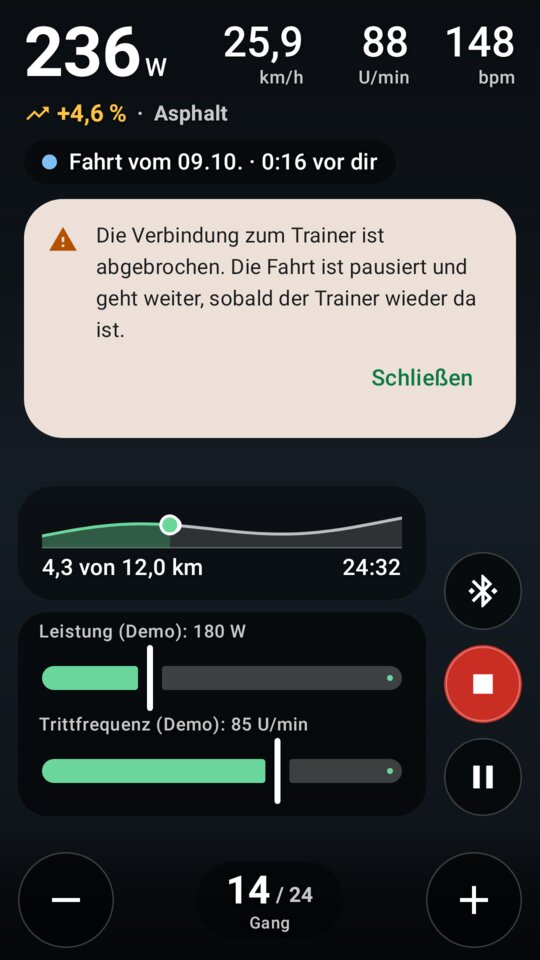 236 W
25,9 km/h
88 U/min
148 bpm
+4,6 % · Asphalt
Fahrt vom 09.10. · 0:16 vor dir
Die Verbindung zum Trainer ist
abgebrochen. Die Fahrt ist pausiert und
geht weiter, sobald der Trainer wieder da
ist.
Schließen
4,3 von 12,0 km
24:32
Leistung (Demo): 180 W
Trittfrequenz (Demo): 85 U/min
14 / 24
Gang